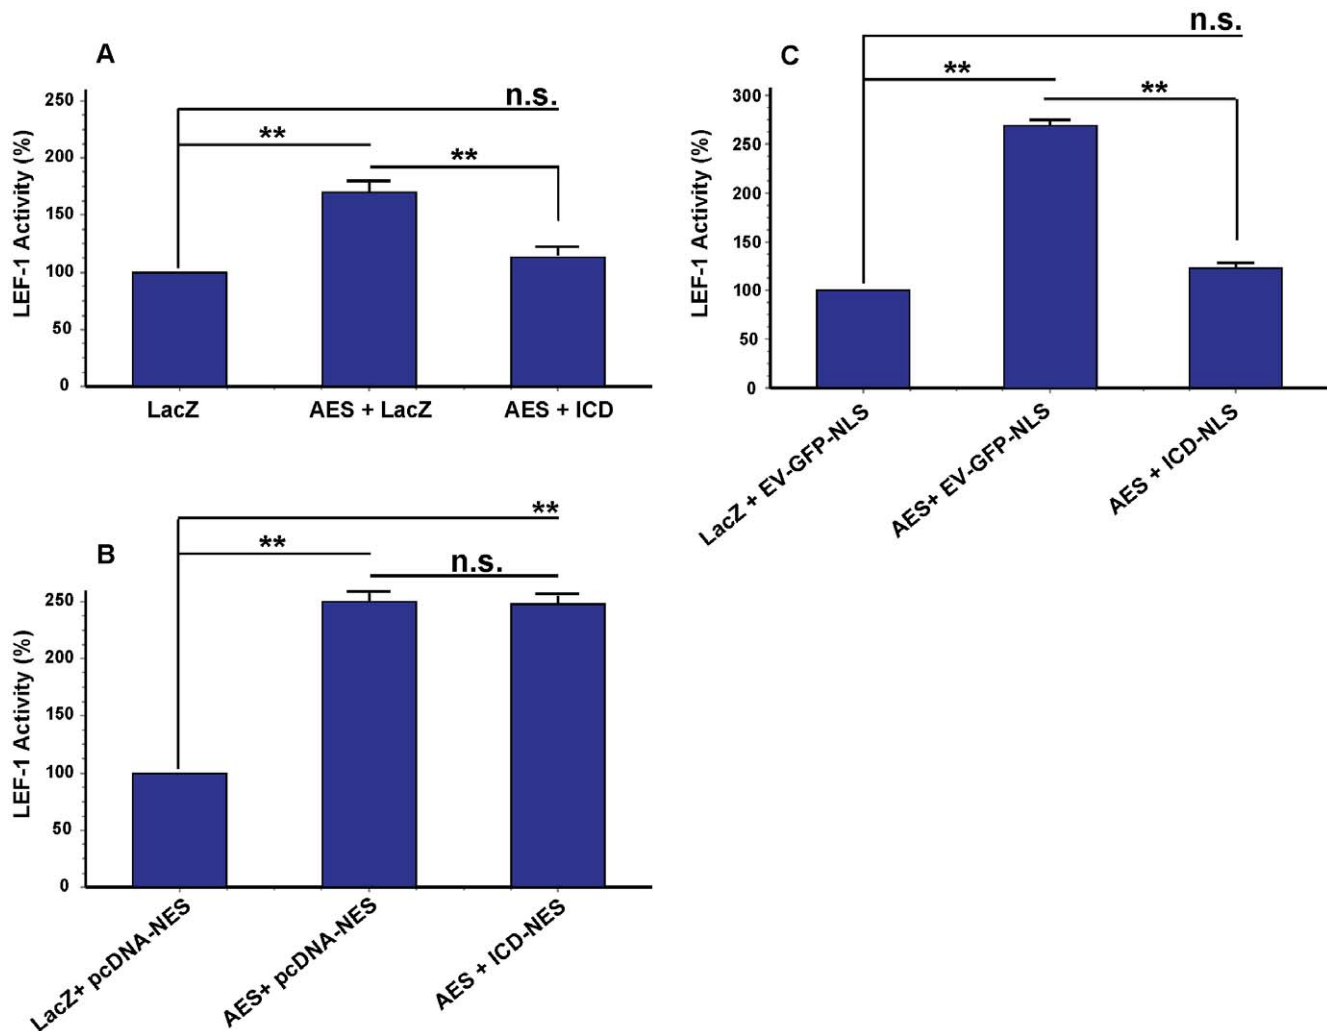 A
n.s.
**
**
250
200
150
100
50
0
LEF-1 Activity (%)
LacZ
AES + LacZ
AES + ICD
C
n.s.
**
**
300
250
200
150
100
50
0
LEF-1 Activity (%)
LacZ + EV-GFP-NLS
AES+ EV-GFP-NLS
AES + ICD-NLS
B
**
**
n.s.
250
200
150
100
50
0
LEF-1 Activity (%)
LacZ+ pcDNA-NES
AES+ pcDNA-NES
AES + ICD-NES